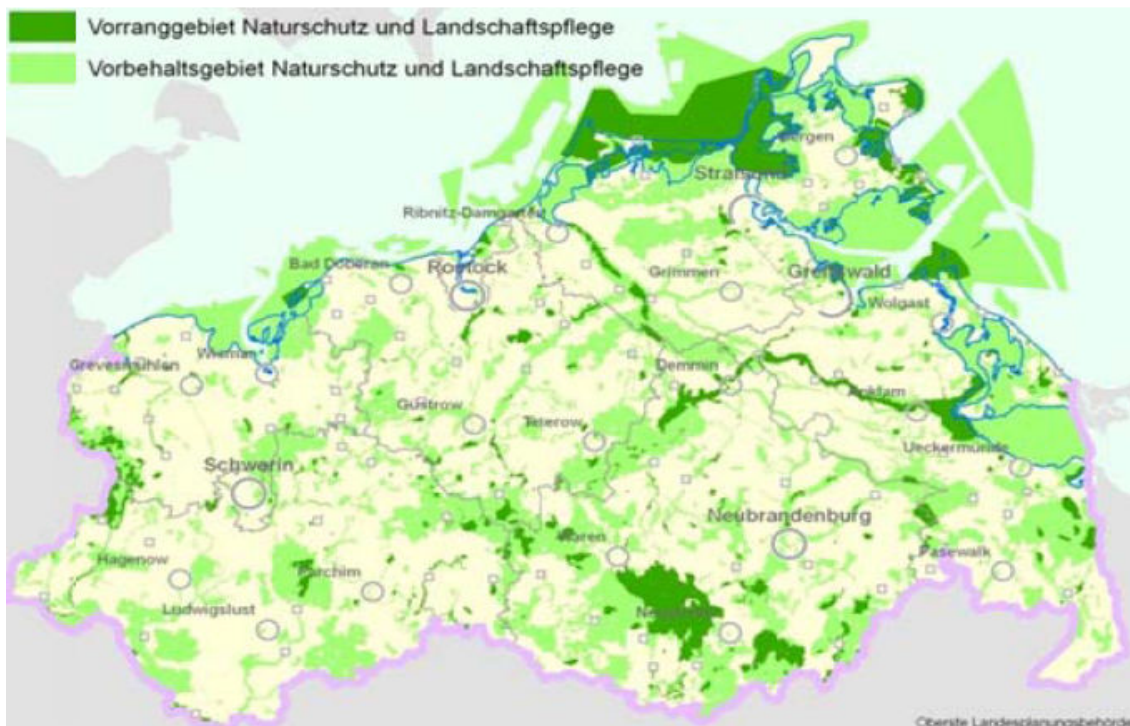 Vorranggebiet Naturschutz und Landschaftspflege
Vorbehaltsgebiet Naturschutz und Landschaftspflege
Bergen
Stralsund
Ribnitz-Damgarten
Bad Doberan
Rostock
Grimmen
Greifswald
Wolgast
Grevesmühlen
Wismar
Demmin
Anklam
Güstrow
Teterow
Ueckermünde
Schwerin
Neubrandenburg
Waren
Hagenow
Parchim
Pasewalk
Ludwigslust
Oberste Landesplanungsbehörde